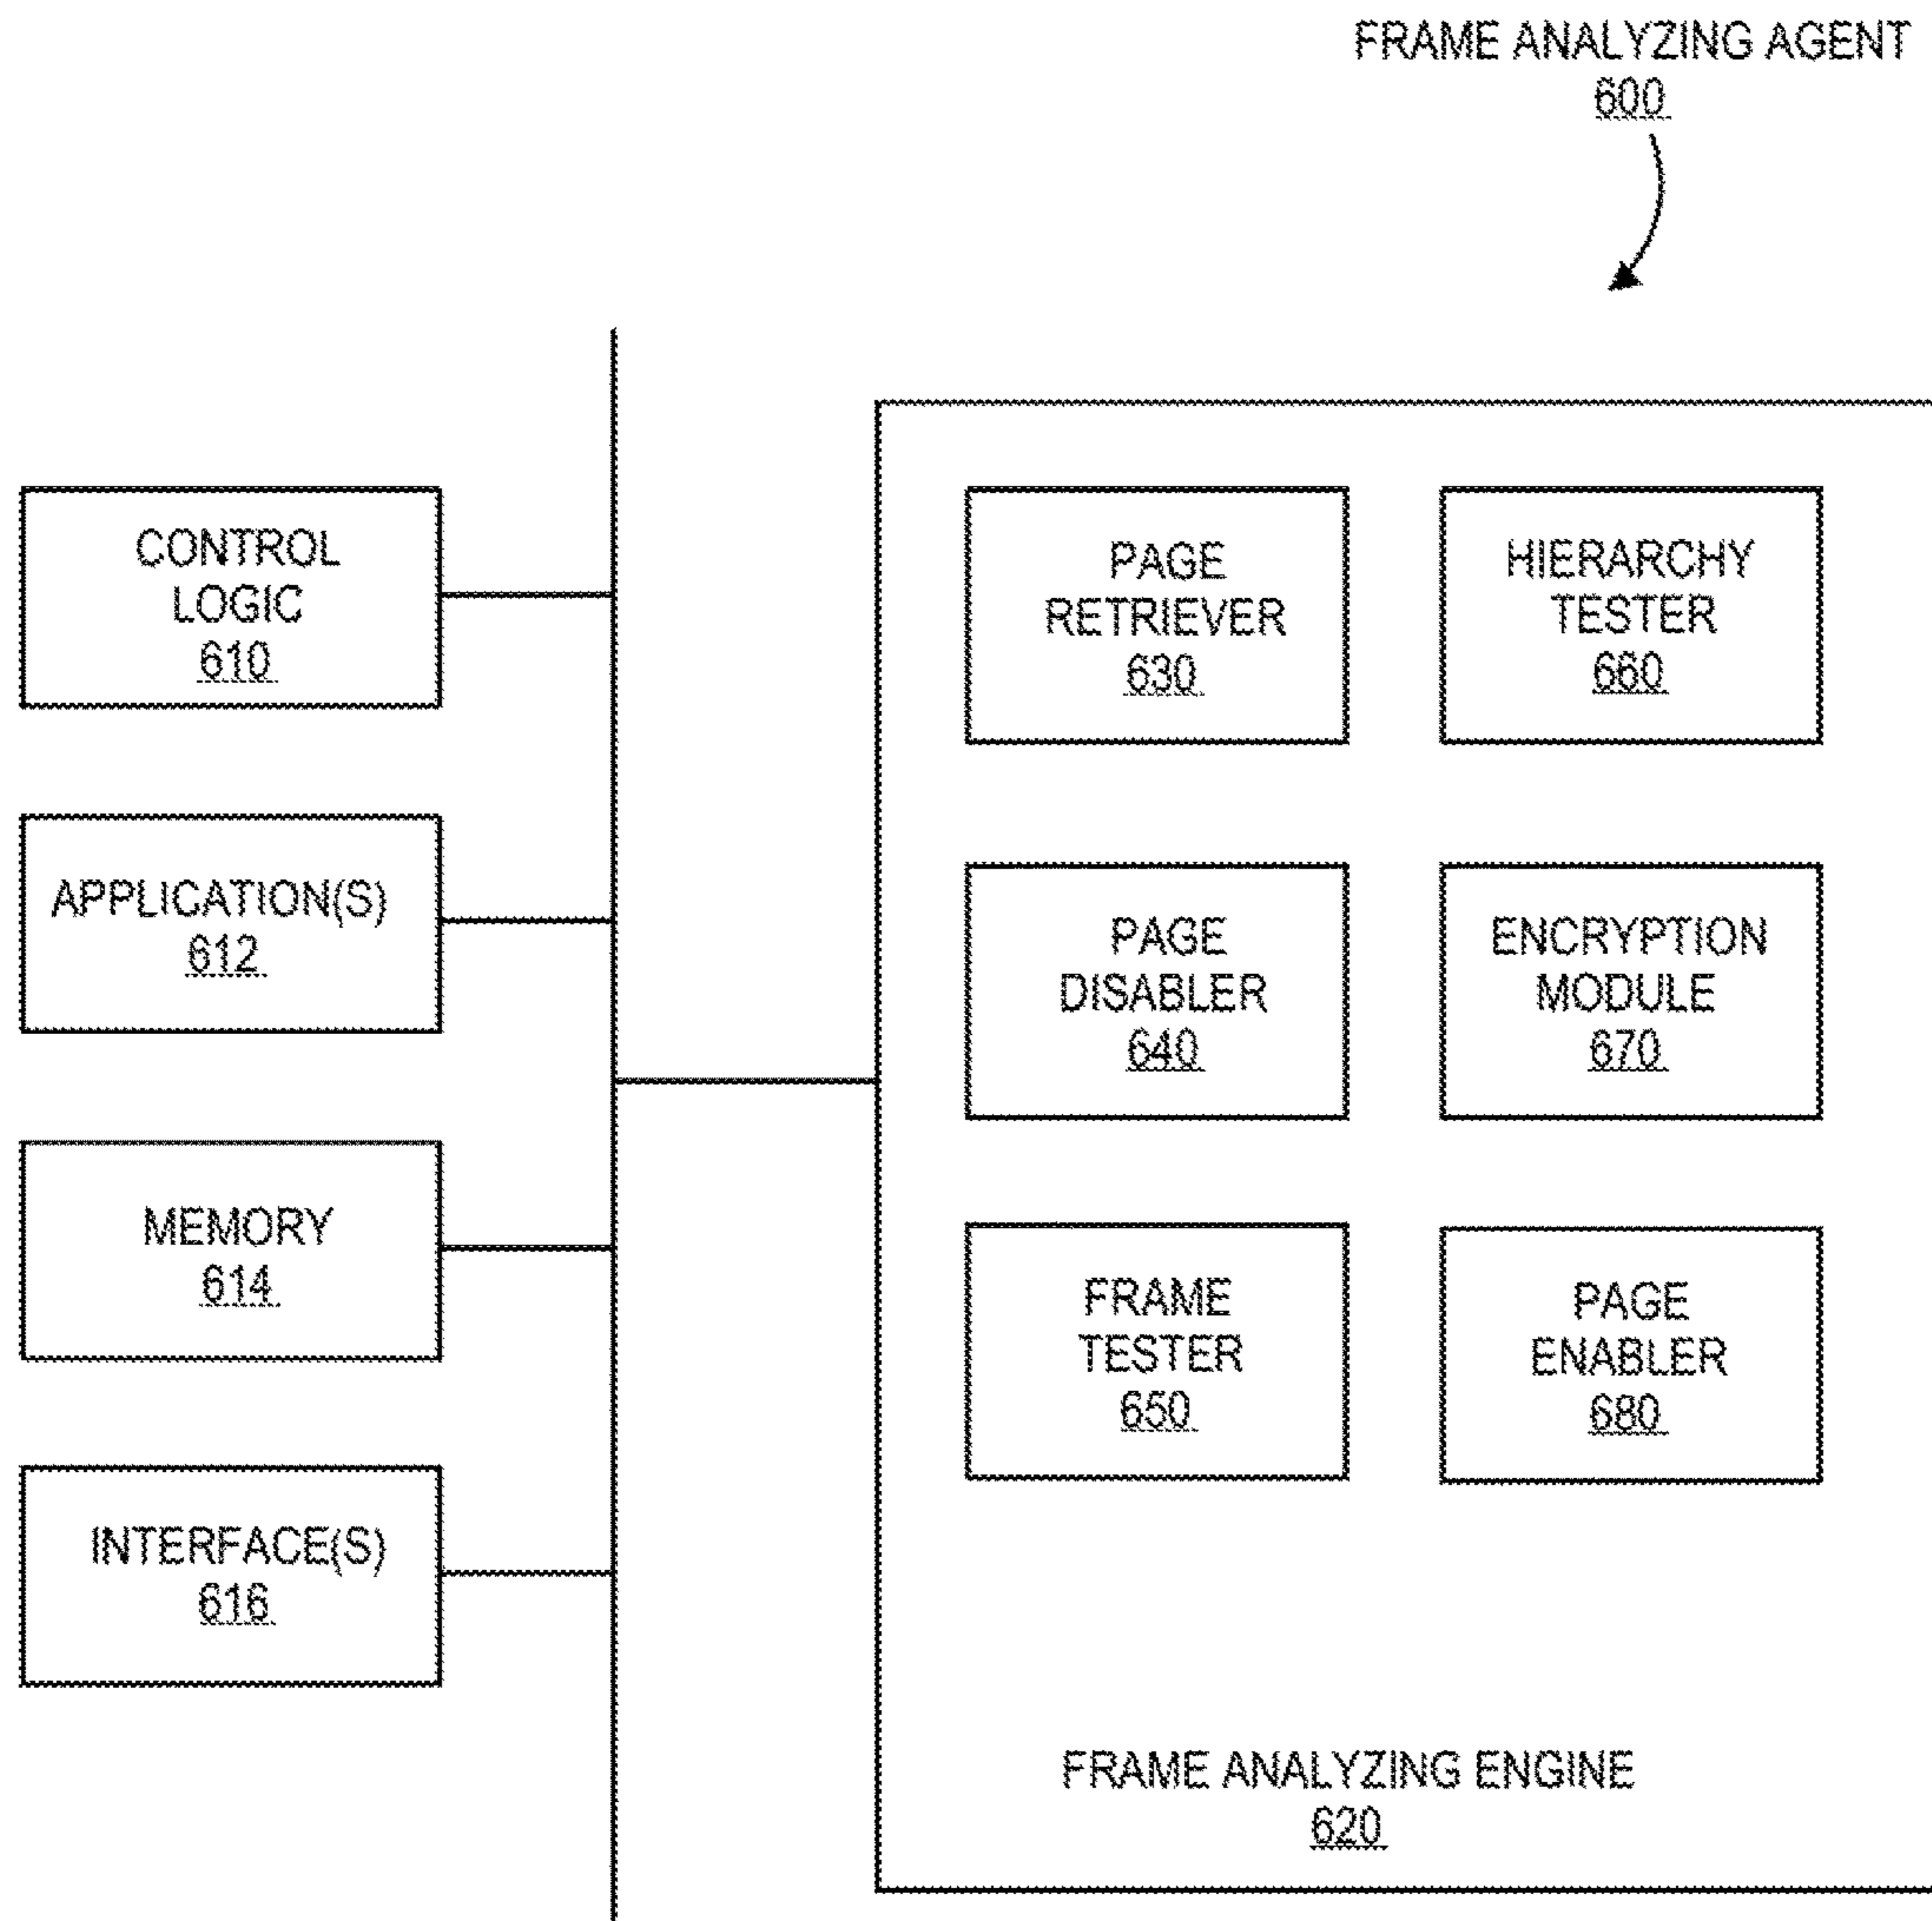 FRAME ANALYZING AGENT
600
CONTROL
LOGIC
610
APPLICATION(S)
612
MEMORY
614
INTERFACE(S)
616
PAGE
RETRIEVER
630
HIERARCHY
TESTER
660
PAGE
DISABLER
640
ENCRYPTION
MODULE
670
FRAME
TESTER
650
PAGE
ENABLER
680
FRAME ANALYZING ENGINE
620